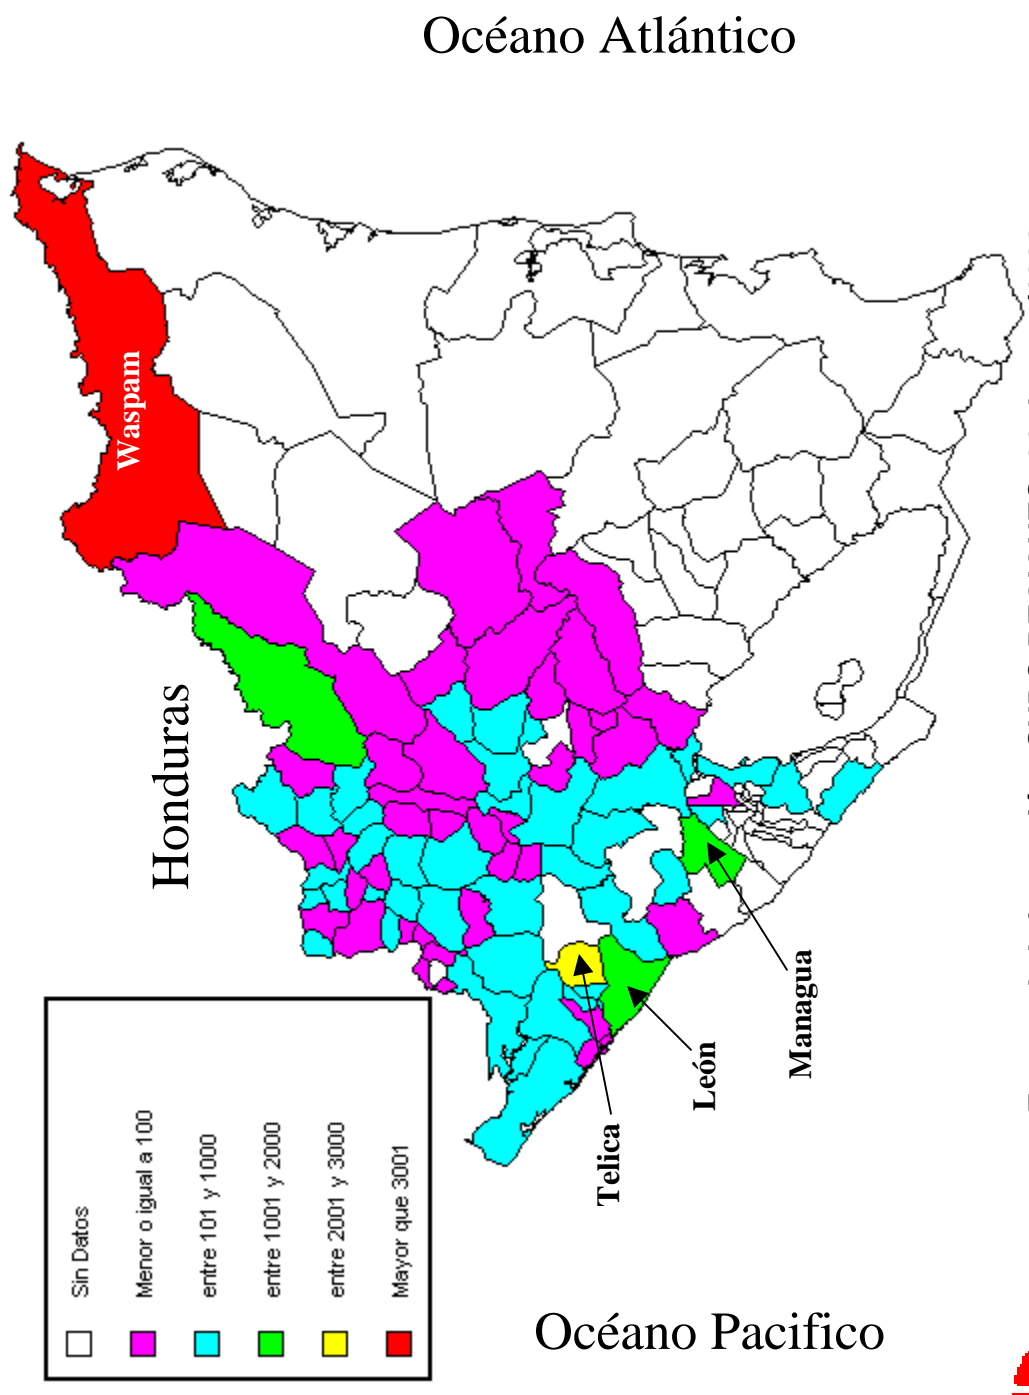 Océano Atlántico
Honduras
Waspam
Managua
León
Telica
Océano Pacifico
Sin Datos
Menor o igual a 100
entre 101 y 1000
entre 1001 y 2000
entre 2001 y 3000
Mayor que 3001